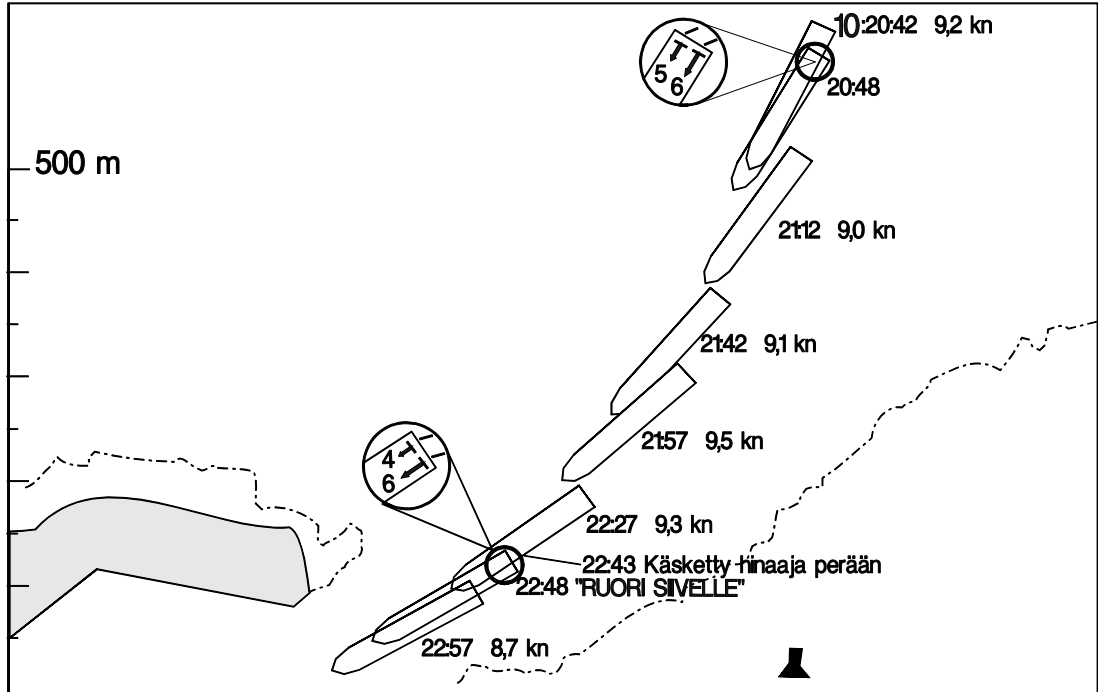 10:20:42 9,2 kn
5
6
20:48
500 m
21:12 9,0 kn
21:42 9,1 kn
21:57 9,5 kn
4
6
22:27 9,3 kn
22:43 Käsketty hinaaja perään
22:48 "RUORI SIIVELLE"
22:57 8,7 kn